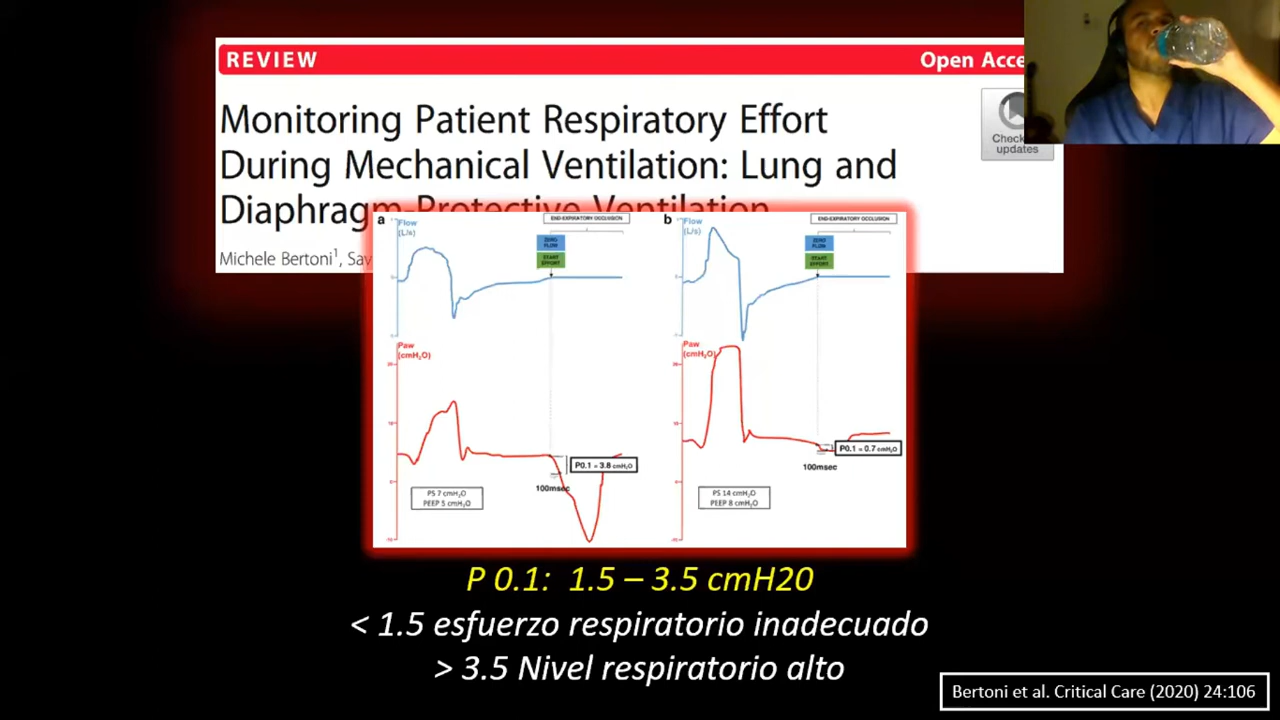 REVIEW
Open Acce
Monitoring Patient Respiratory Effort
During Mechanical Ventilation: Lung and
Diaphragm Protective Ventilation
Check
updates
Michele Bertoni¹, Sav
a
Flow
(L/s)
END-EXPIRATORY OCCLUSION
ZERO
FLOW
START
EFFORT
Paw
(cmH₂O)
P0.1 = 3.8 cmH₂O
100msec
PS 7 cmH₂O
PEEP 5 cmH₂O
b
Flow
(L/s)
END-EXPIRATORY OCCLUSION
ZERO
FLOW
START
EFFORT
Paw
(cmH₂O)
P0.1 = 0.7 cmH₂O
100msec
PS 14 cmH₂O
PEEP 8 cmH₂O
P 0.1: 1.5 – 3.5 cmH20
< 1.5 esfuerzo respiratorio inadecuado
> 3.5 Nivel respiratorio alto
Bertoni et al. Critical Care (2020) 24:106